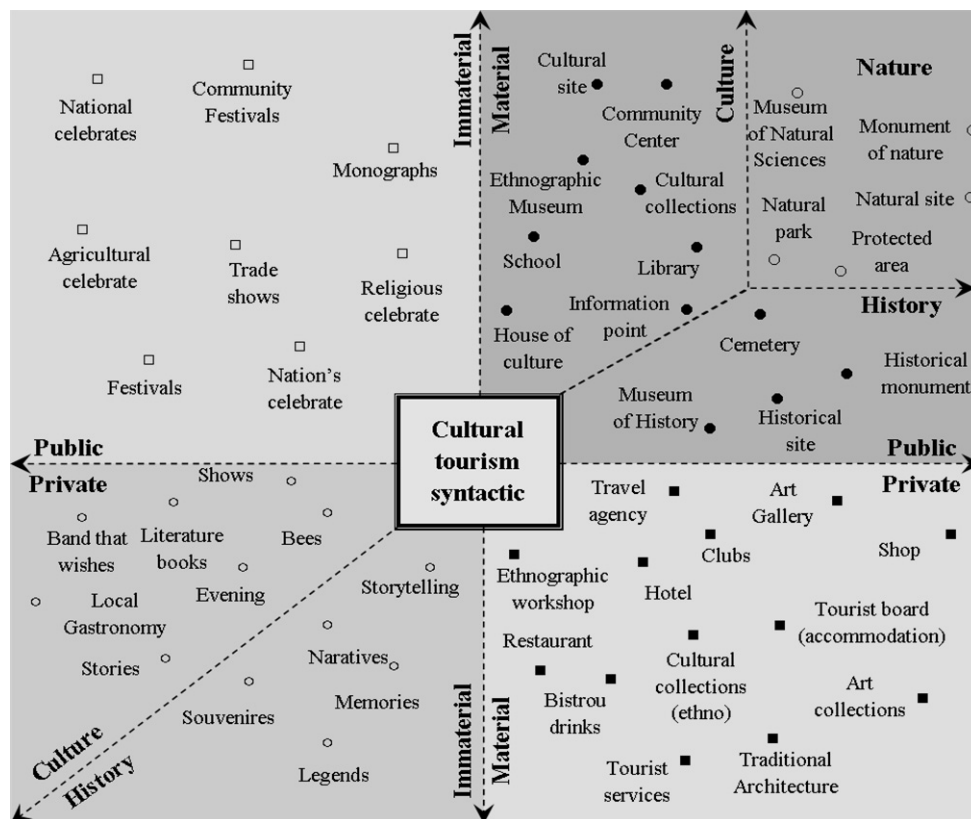 National
celebrates
Community
Festivals
Monographs
Agricultural
celebrate
Trade
shows
Religious
celebrate
Festivals
Nation's
celebrate
Immaterial
Material
Cultural
site
Community
Center
Ethnographic
Museum
Cultural
collections
School
Library
House of
culture
Information
point
Culture
Nature
Museum
of Natural
Sciences
Monument
of nature
Natural
park
Natural site
Protected
area
History
Cemetery
Historical
monument
Museum
of History
Historical
site
Cultural
tourism
syntactic
Public
Private
Public
Private
Shows
Band that
wishes
Literature
books
Bees
Local
Gastronomy
Evening
Storytelling
Stories
Naratives
Souvenires
Memories
Legends
Culture
History
Immaterial
Material
Travel
agency
Art
Gallery
Clubs
Shop
Ethnographic
workshop
Hotel
Tourist board
(accommodation)
Restaurant
Cultural
collections
(ethno)
Bistrou
drinks
Art
collections
Tourist
services
Traditional
Architecture